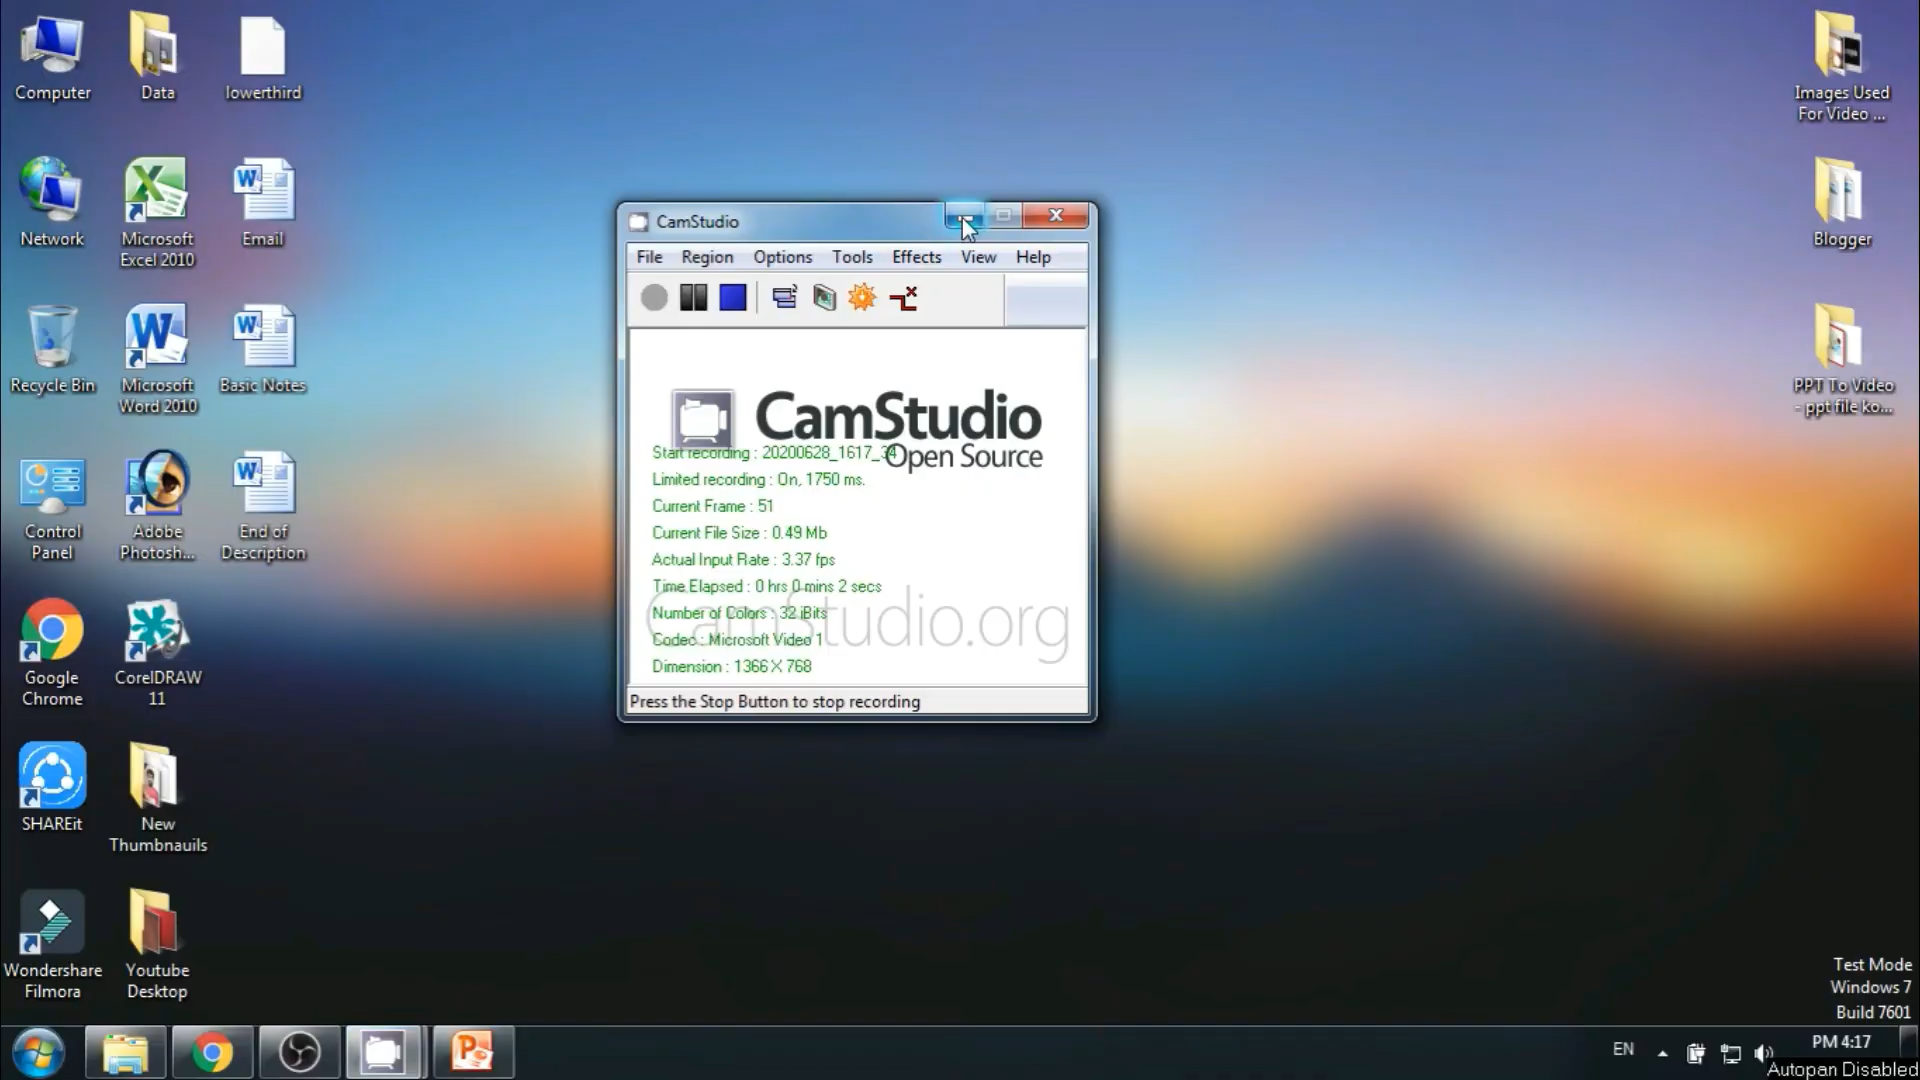 Computer
Data
lowerthird
Images Used
For Video ...
Network
Microsoft
Excel 2010
Email
Blogger
Recycle Bin
Microsoft
Word 2010
Basic Notes
PPT To Video
- ppt file ko...
Control
Panel
Adobe
Photosh...
End of
Description
Google
Chrome
CorelDRAW
11
SHAREit
New
Thumbnauils
Wondershare
Filmora
Youtube
Desktop
CamStudio
File Region Options Tools Effects View Help
CamStudio
Open Source
Start recording : 20200628_1617_34
Limited recording : On, 1750 ms.
Current Frame : 51
Current File Size : 0.49 Mb
Actual Input Rate : 3.37 fps
Time Elapsed : 0 hrs 0 mins 2 secs
CamStudio.org
Number of Colors : 32 iBits
Codec : Microsoft Video 1
Dimension : 1366 X 768
Press the Stop Button to stop recording
Test Mode
Windows 7
Build 7601
EN
PM 4:17
Autopan Disabled